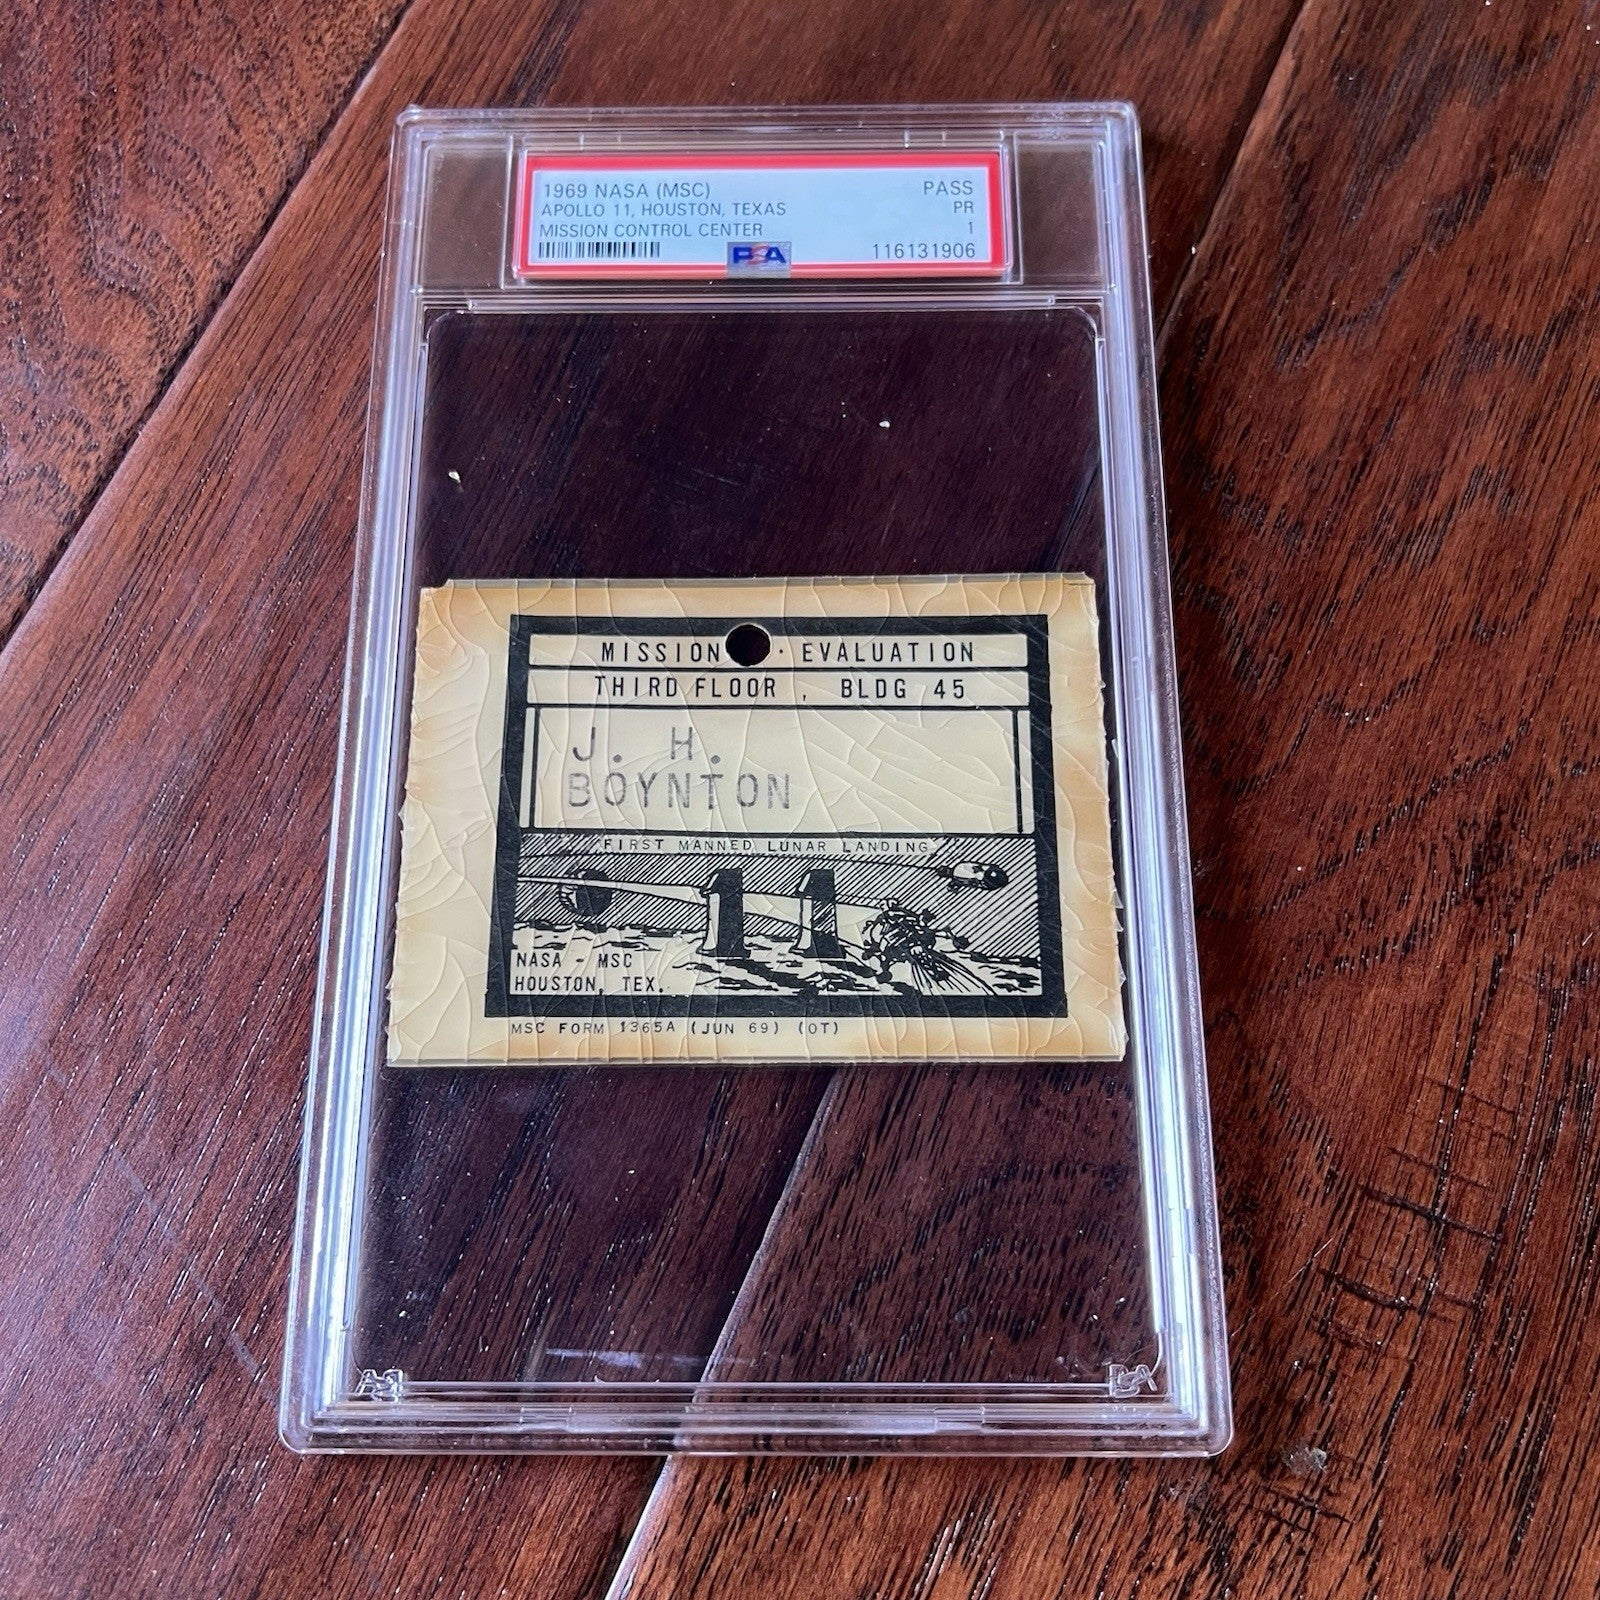 1969 NASA (MSC) PASS
APOLLO 11, HOUSTON, TEXAS PR
MISSION CONTROL CENTER 1
PSA 116131906
MISSION · EVALUATION
THIRD FLOOR , BLDG 45
J. H.
BOYNTON
FIRST MANNED LUNAR LANDING
11
NASA - MSC
HOUSTON, TEX.
MSC FORM 1365A (JUN 69) (OT)
PSA